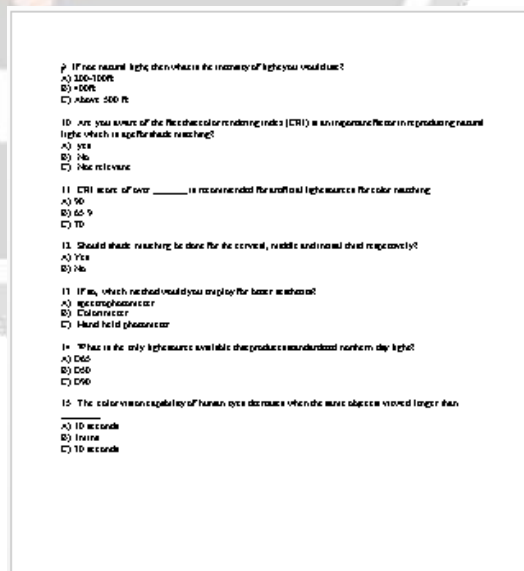 If not natural light, then what is the intensity of light you would use?
A) 200-300ft
B) 400ft
C) Above 500 ft
10. Are you aware of the fact that color rendering index (CRI) is an important factor in reproducing natural
light which is age for shade matching?
A) yes
B) No
C) Not relevant
11. CRI score of over ______ is recommended for artificial light sources for color matching
A) 90
B) 65.9
C) 70
12. Should shade matching be done for the cervical, middle and incisal third respectively?
A) Yes
B) No
13. If so, which method would you employ for better aesthetics?
A) spectrophotometer
B) Colorimeter
C) Hand held photometer
14. What is the only light source available that produces standardized northern day light?
A) D65
B) D50
C) D90
15. The color vision capability of human eyes decreases when the same object is viewed longer than
______
A) 10 seconds
B) 1 mins
C) 30 seconds